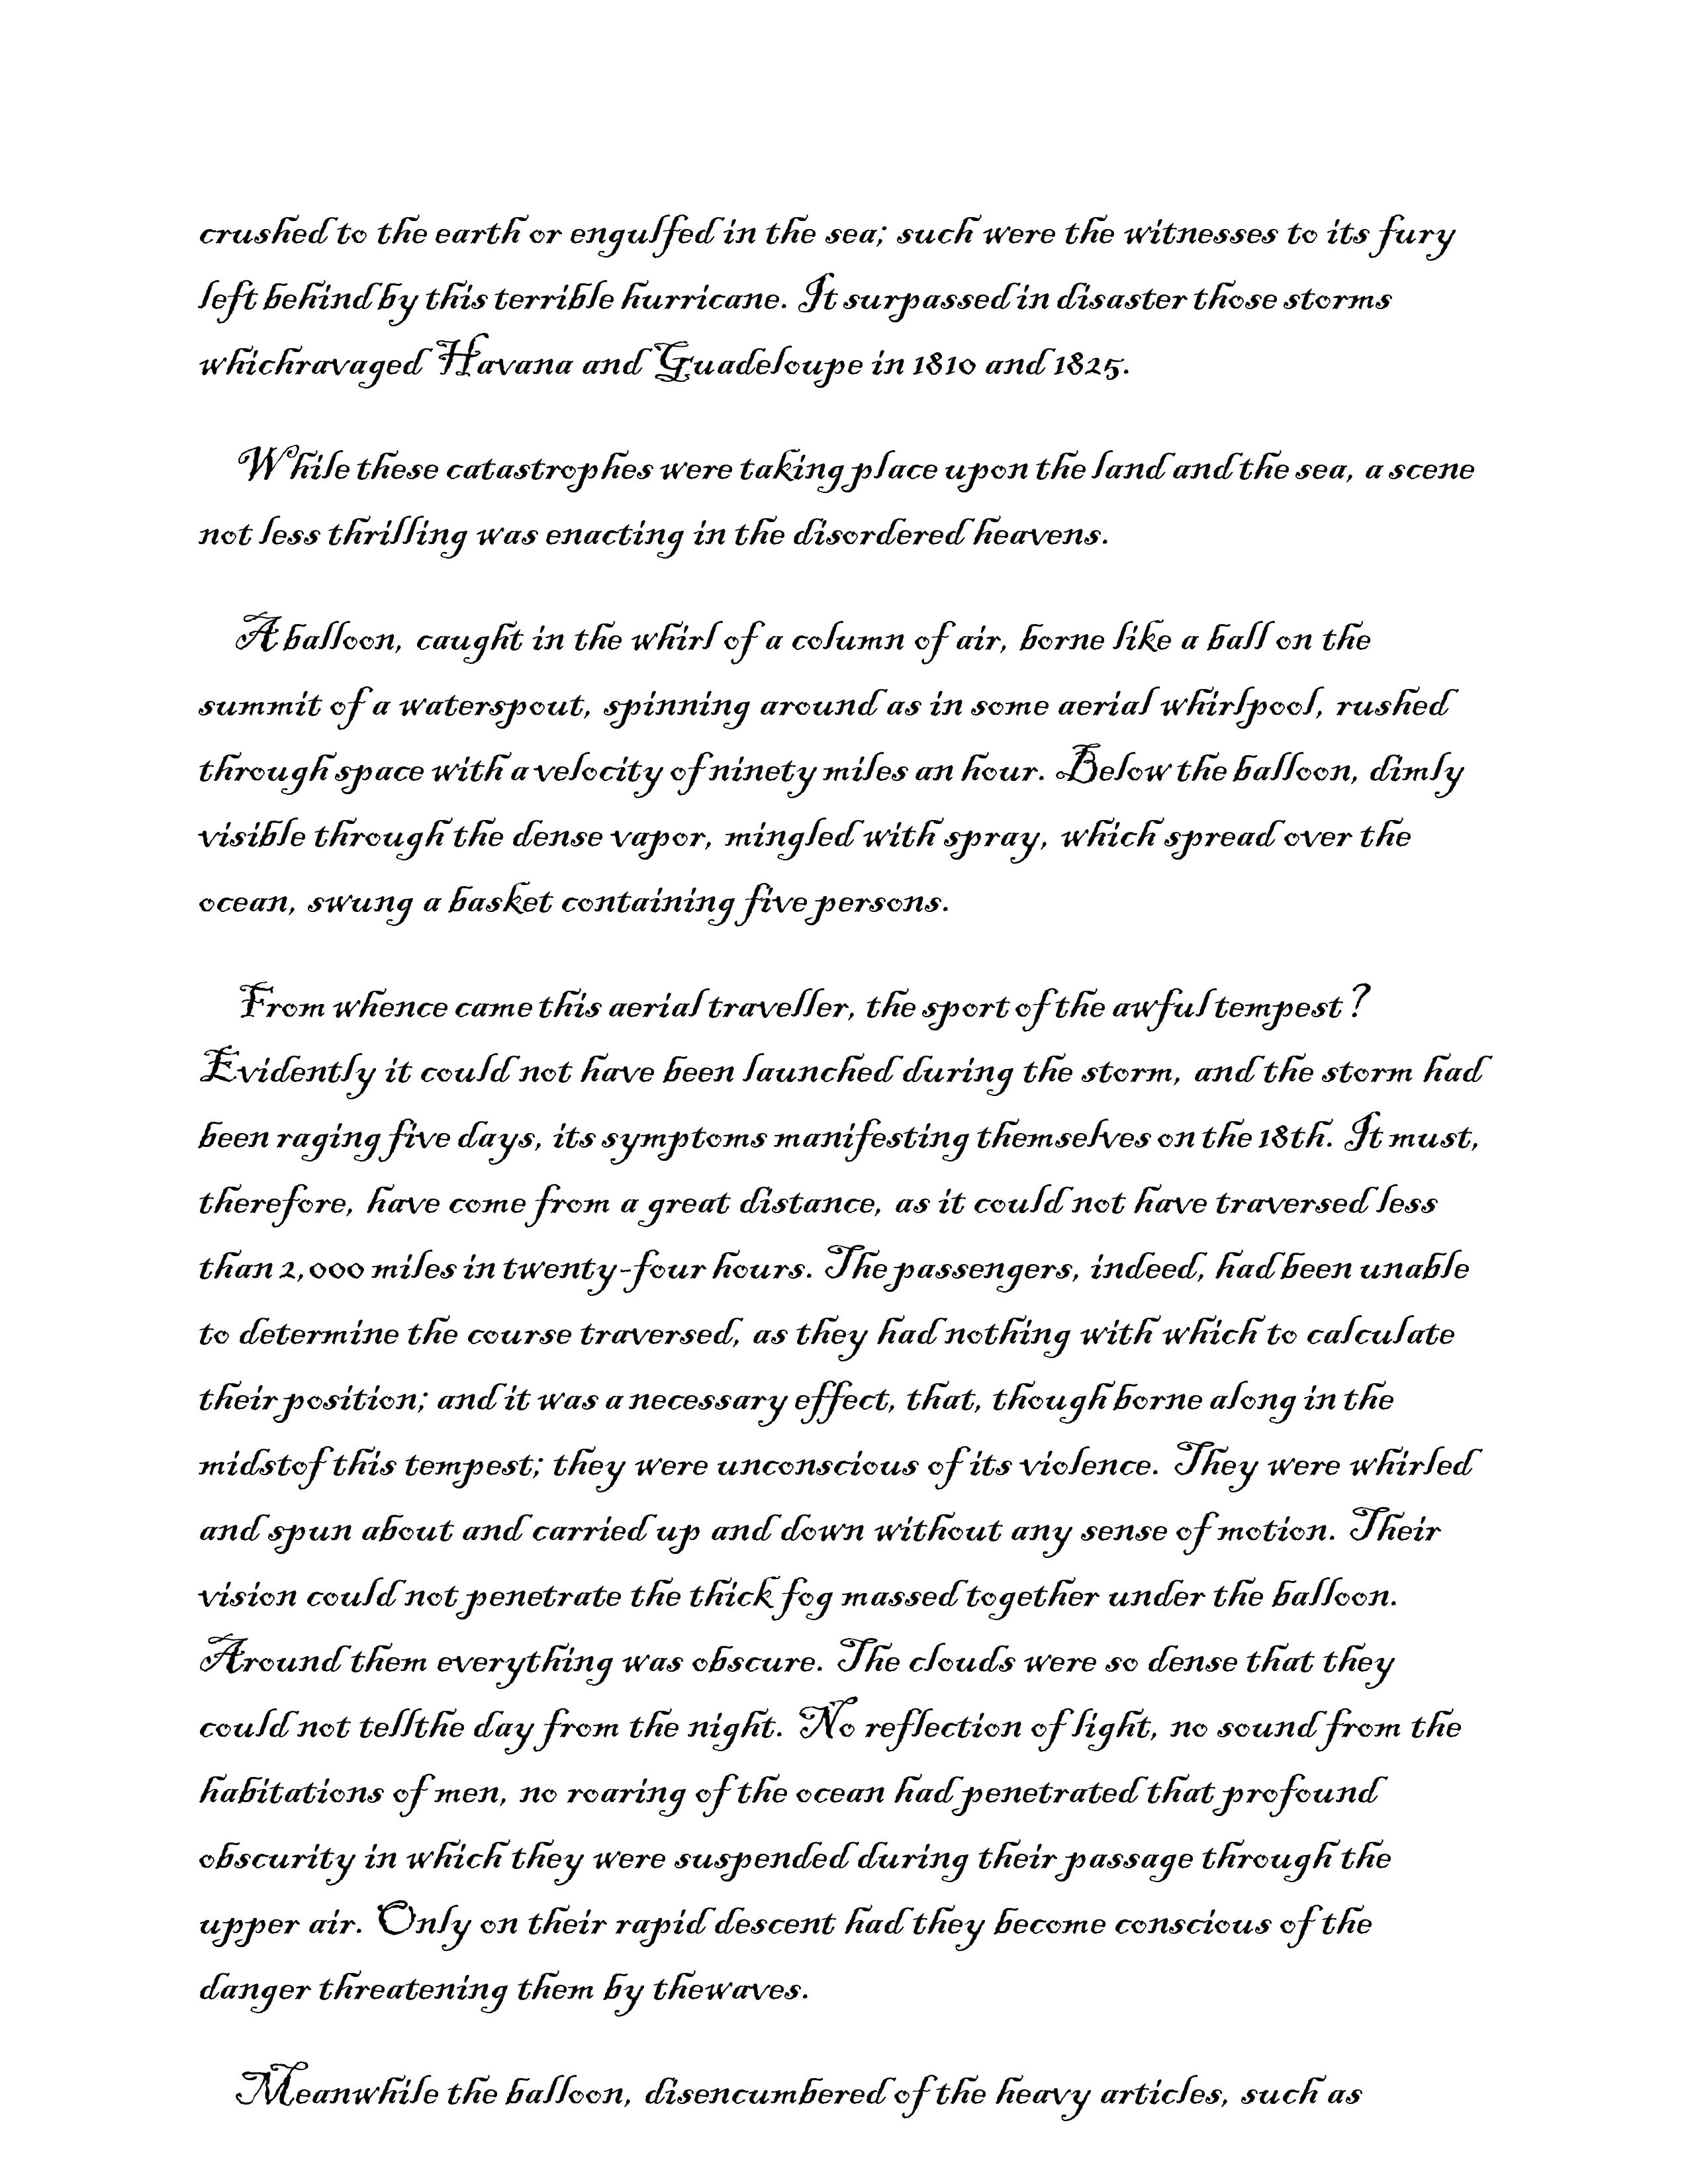 crushed to the earth or engulfed in the sea; such were the witnesses to its fury
left behind by this terrible hurricane. It surpassed in disaster those storms
whichravaged Havana and Guadeloupe in 1810 and 1825.
While these catastrophes were taking place upon the land and the sea, a scene
not less thrilling was enacting in the disordered heavens.
A balloon, caught in the whirl of a column of air, borne like a ball on the
summit of a waterspout, spinning around as in some aerial whirlpool, rushed
through space with a velocity of ninety miles an hour. Below the balloon, dimly
visible through the dense vapor, mingled with spray, which spread over the
ocean, swung a basket containing five persons.
From whence came this aerial traveller, the sport of the awful tempest?
Evidently it could not have been launched during the storm, and the storm had
been raging five days, its symptoms manifesting themselves on the 18th. It must,
therefore, have come from a great distance, as it could not have traversed less
than 2,000 miles in twenty-four hours. The passengers, indeed, had been unable
to determine the course traversed, as they had nothing with which to calculate
their position; and it was a necessary effect, that, though borne along in the
midstof this tempest; they were unconscious of its violence. They were whirled
and spun about and carried up and down without any sense of motion. Their
vision could not penetrate the thick fog massed together under the balloon.
Around them everything was obscure. The clouds were so dense that they
could not tellthe day from the night. No reflection of light, no sound from the
habitations of men, no roaring of the ocean had penetrated that profound
obscurity in which they were suspended during their passage through the
upper air. Only on their rapid descent had they become conscious of the
danger threatening them by thewaves.
Meanwhile the balloon, disencumbered of the heavy articles, such as